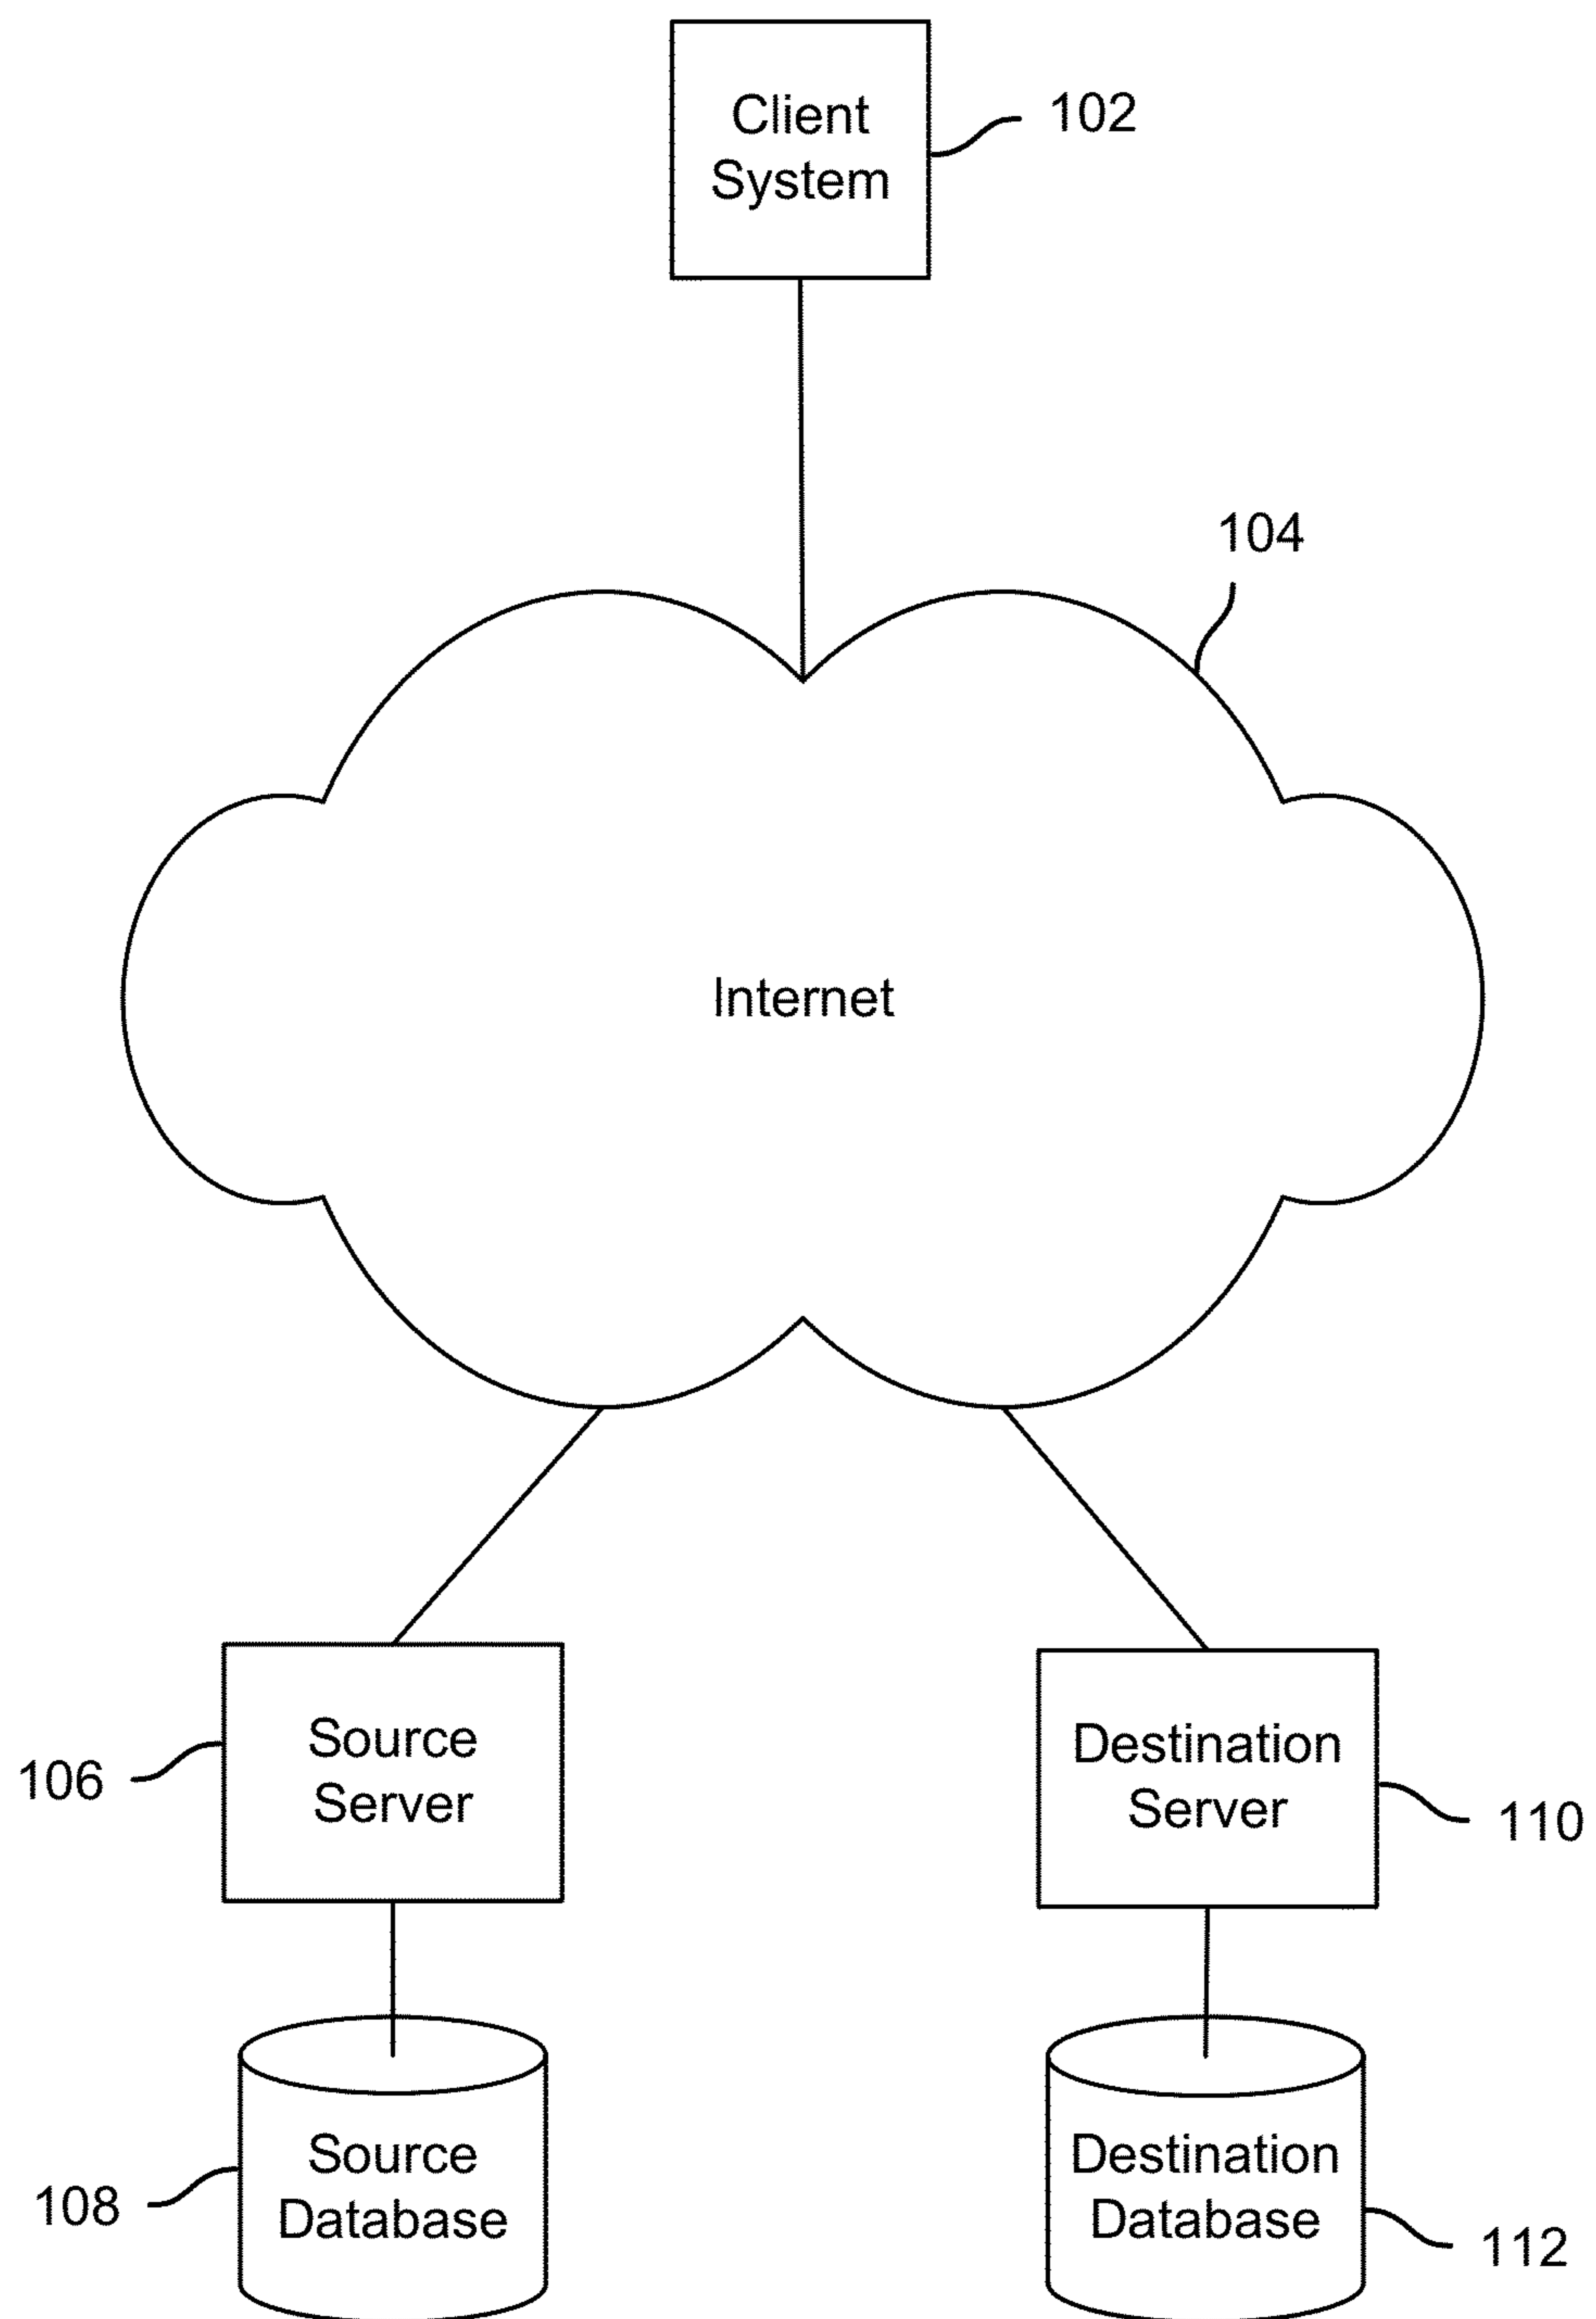 Client
System
102
104
Internet
Source
Server
106
Destination
Server
110
Source
Database
108
Destination
Database
112